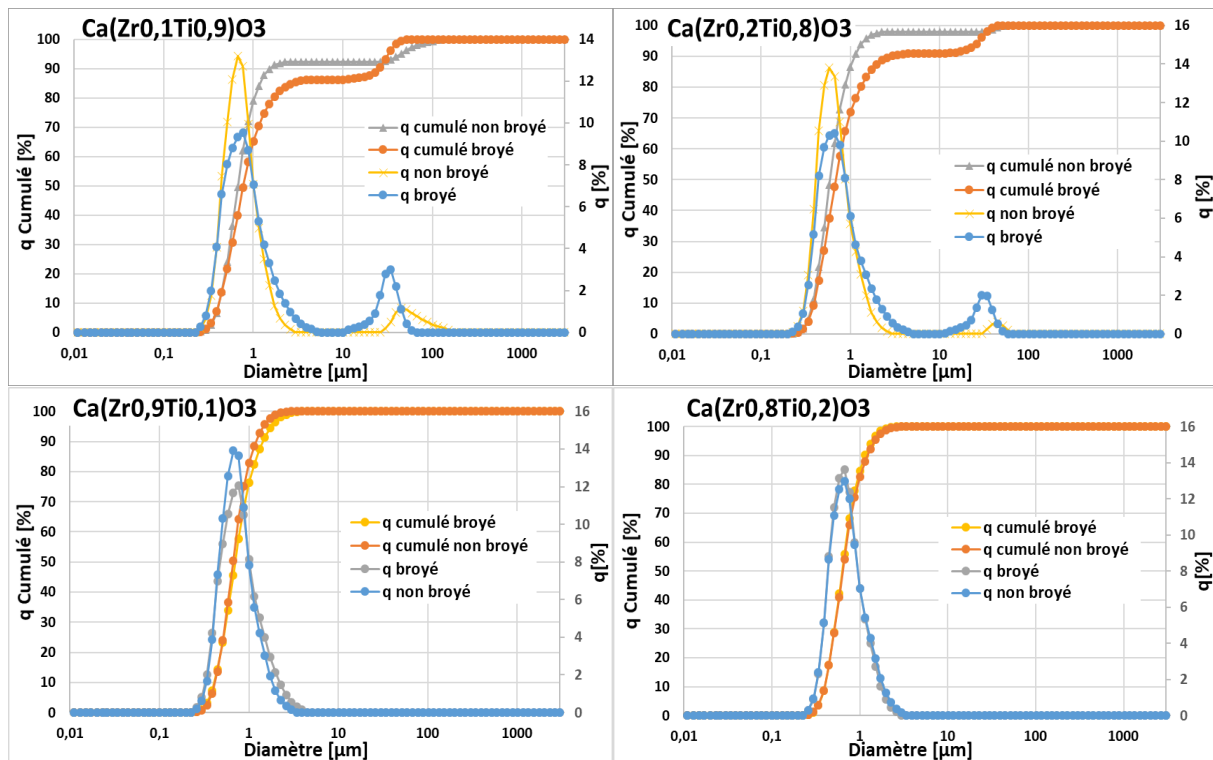 Ca(Zr0,1Ti0,9)O3
100
90
80
70
60
50
40
30
20
10
0
q Cumulé [%]
14
12
10
8
6
4
2
0
q [%]
q cumulé non broyé
q cumulé broyé
q non broyé
q broyé
0,01 0,1 1 10 100 1000
Diamètre [µm]
Ca(Zr0,2Ti0,8)O3
100
90
80
70
60
50
40
30
20
10
0
q Cumulé [%]
16
14
12
10
8
6
4
2
0
q [%]
q cumulé non broyé
q cumulé broyé
q non broyé
q broyé
0,01 0,1 1 10 100 1000
Diamètre [µm]
Ca(Zr0,9Ti0,1)O3
100
90
80
70
60
50
40
30
20
10
0
q Cumulé [%]
16
14
12
10
8
6
4
2
0
q[%]
q cumulé broyé
q cumulé non broyé
q broyé
q non broyé
0,01 0,1 1 10 100 1000
Diamètre [µm]
Ca(Zr0,8Ti0,2)O3
100
90
80
70
60
50
40
30
20
10
0
q Cumulé [%]
16
14
12
10
8
6
4
2
0
q[%]
q cumulé broyé
q cumulé non broyé
q broyé
q non broyé
0,01 0,1 1 10 100 1000
Diamètre [µm]